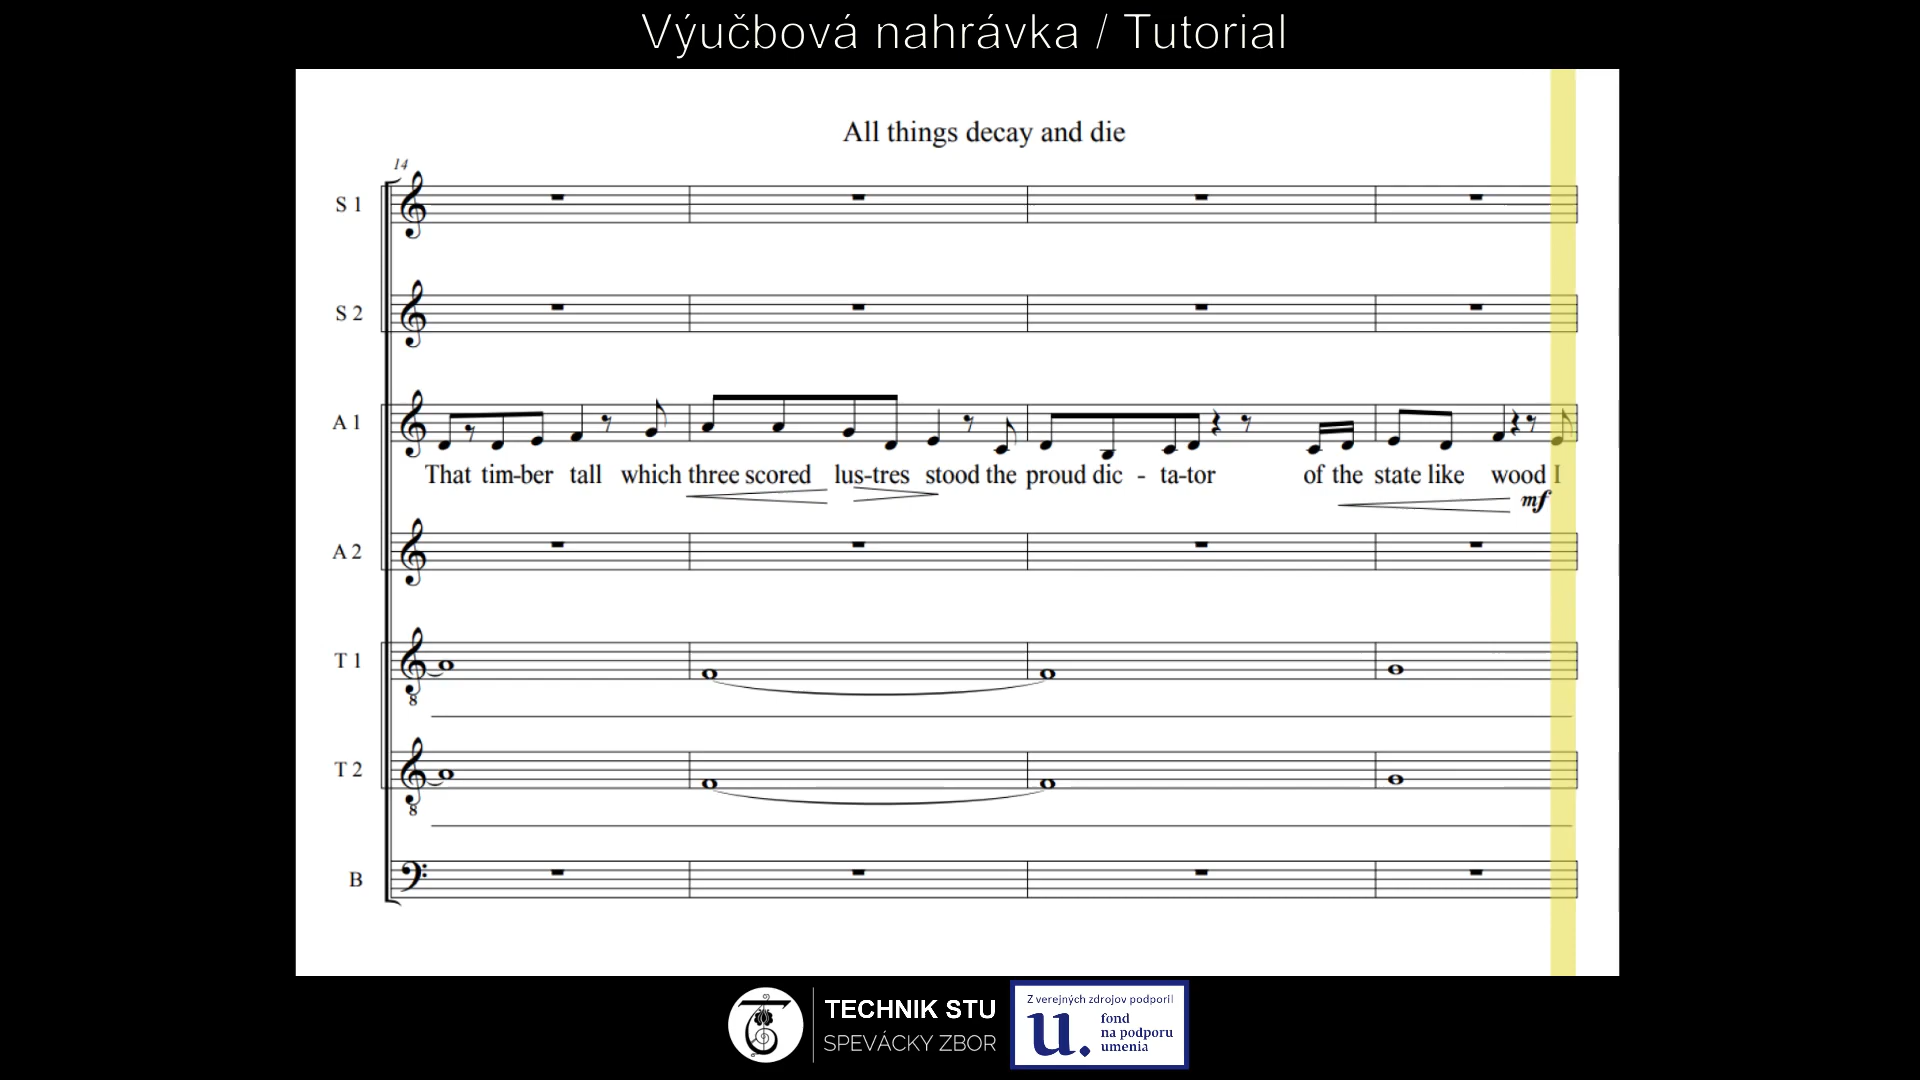 Výučbová nahrávka / Tutorial
All things decay and die
14
S 1
S 2
A 1
That tim-ber tall which three scored lus-tres stood the proud dic - ta-tor of the state like wood I
mf
A 2
T 1
8
T 2
8
B
TECHNIK STU
SPEVÁCKY ZBOR
Z verejných zdrojov podporil
u. fond
na podporu
umenia